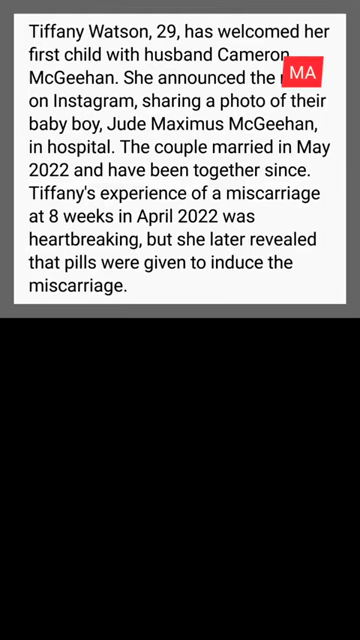 Tiffany Watson, 29, has welcomed her
first child with husband Cameron
McGeehan. She announced the
MA
on Instagram, sharing a photo of their
baby boy, Jude Maximus McGeehan,
in hospital. The couple married in May
2022 and have been together since.
Tiffany's experience of a miscarriage
at 8 weeks in April 2022 was
heartbreaking, but she later revealed
that pills were given to induce the
miscarriage.